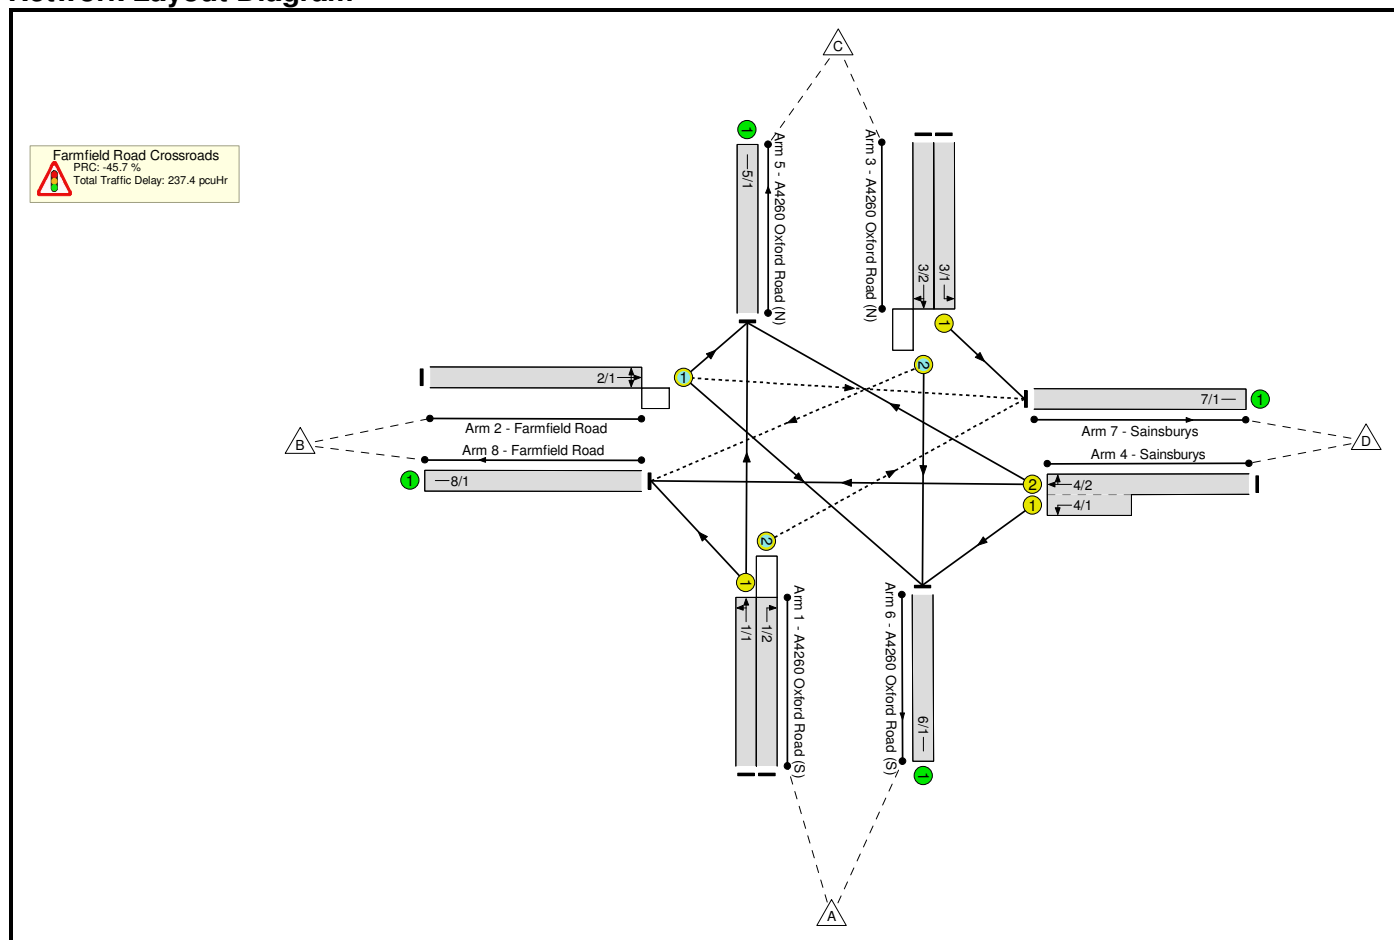 Network Layout Diagram
Farmfield Road Crossroads
PRC: -45.7 %
Total Traffic Delay: 237.4 pcuHr
C
1
5/1
Arm 5 - A4260 Oxford Road (N)
Arm 3 - A4260 Oxford Road (N)
3/2
3/1
1
2
2/1
1
Arm 2 - Farmfield Road
B
Arm 8 - Farmfield Road
1
8/1
7/1
1
Arm 7 - Sainsburys
D
Arm 4 - Sainsburys
2
4/2
1
4/1
2
1
1/1
1/2
Arm 1 - A4260 Oxford Road (S)
Arm 6 - A4260 Oxford Road (S)
6/1
1
A